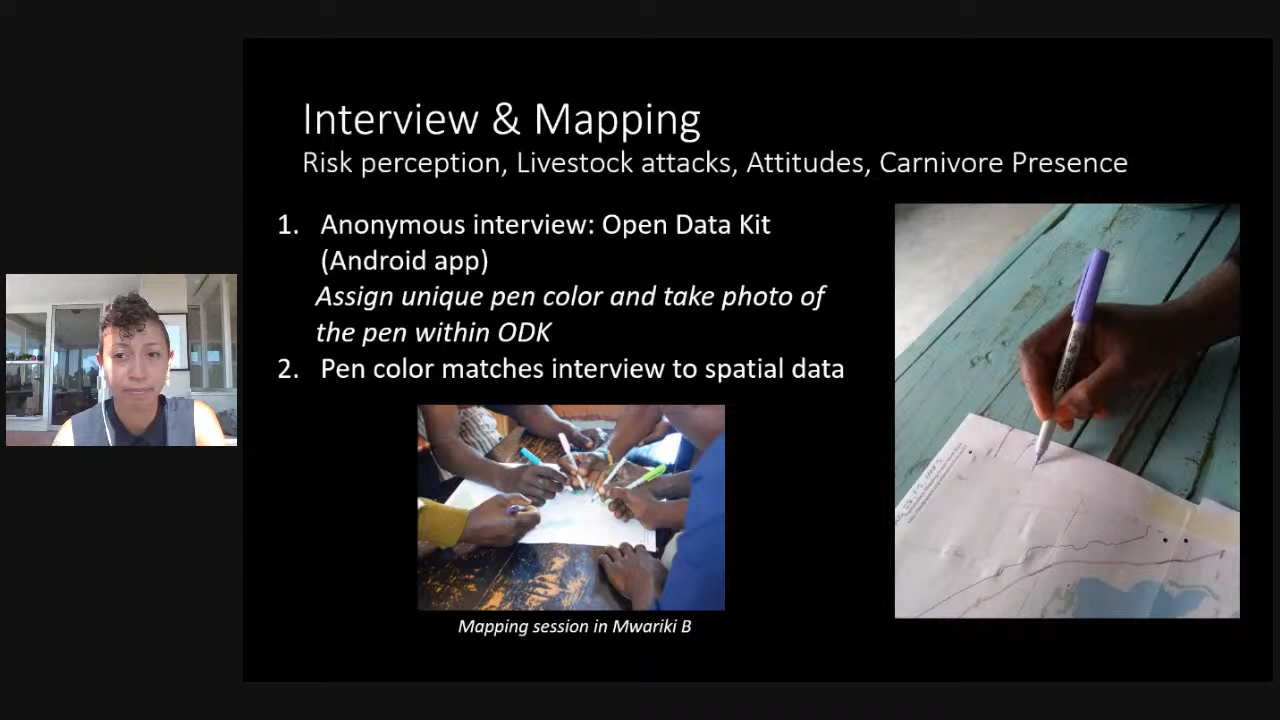 Interview & Mapping
Risk perception, Livestock attacks, Attitudes, Carnivore Presence
1. Anonymous interview: Open Data Kit
(Android app)
Assign unique pen color and take photo of
the pen within ODK
2. Pen color matches interview to spatial data
Mapping session in Mwariki B